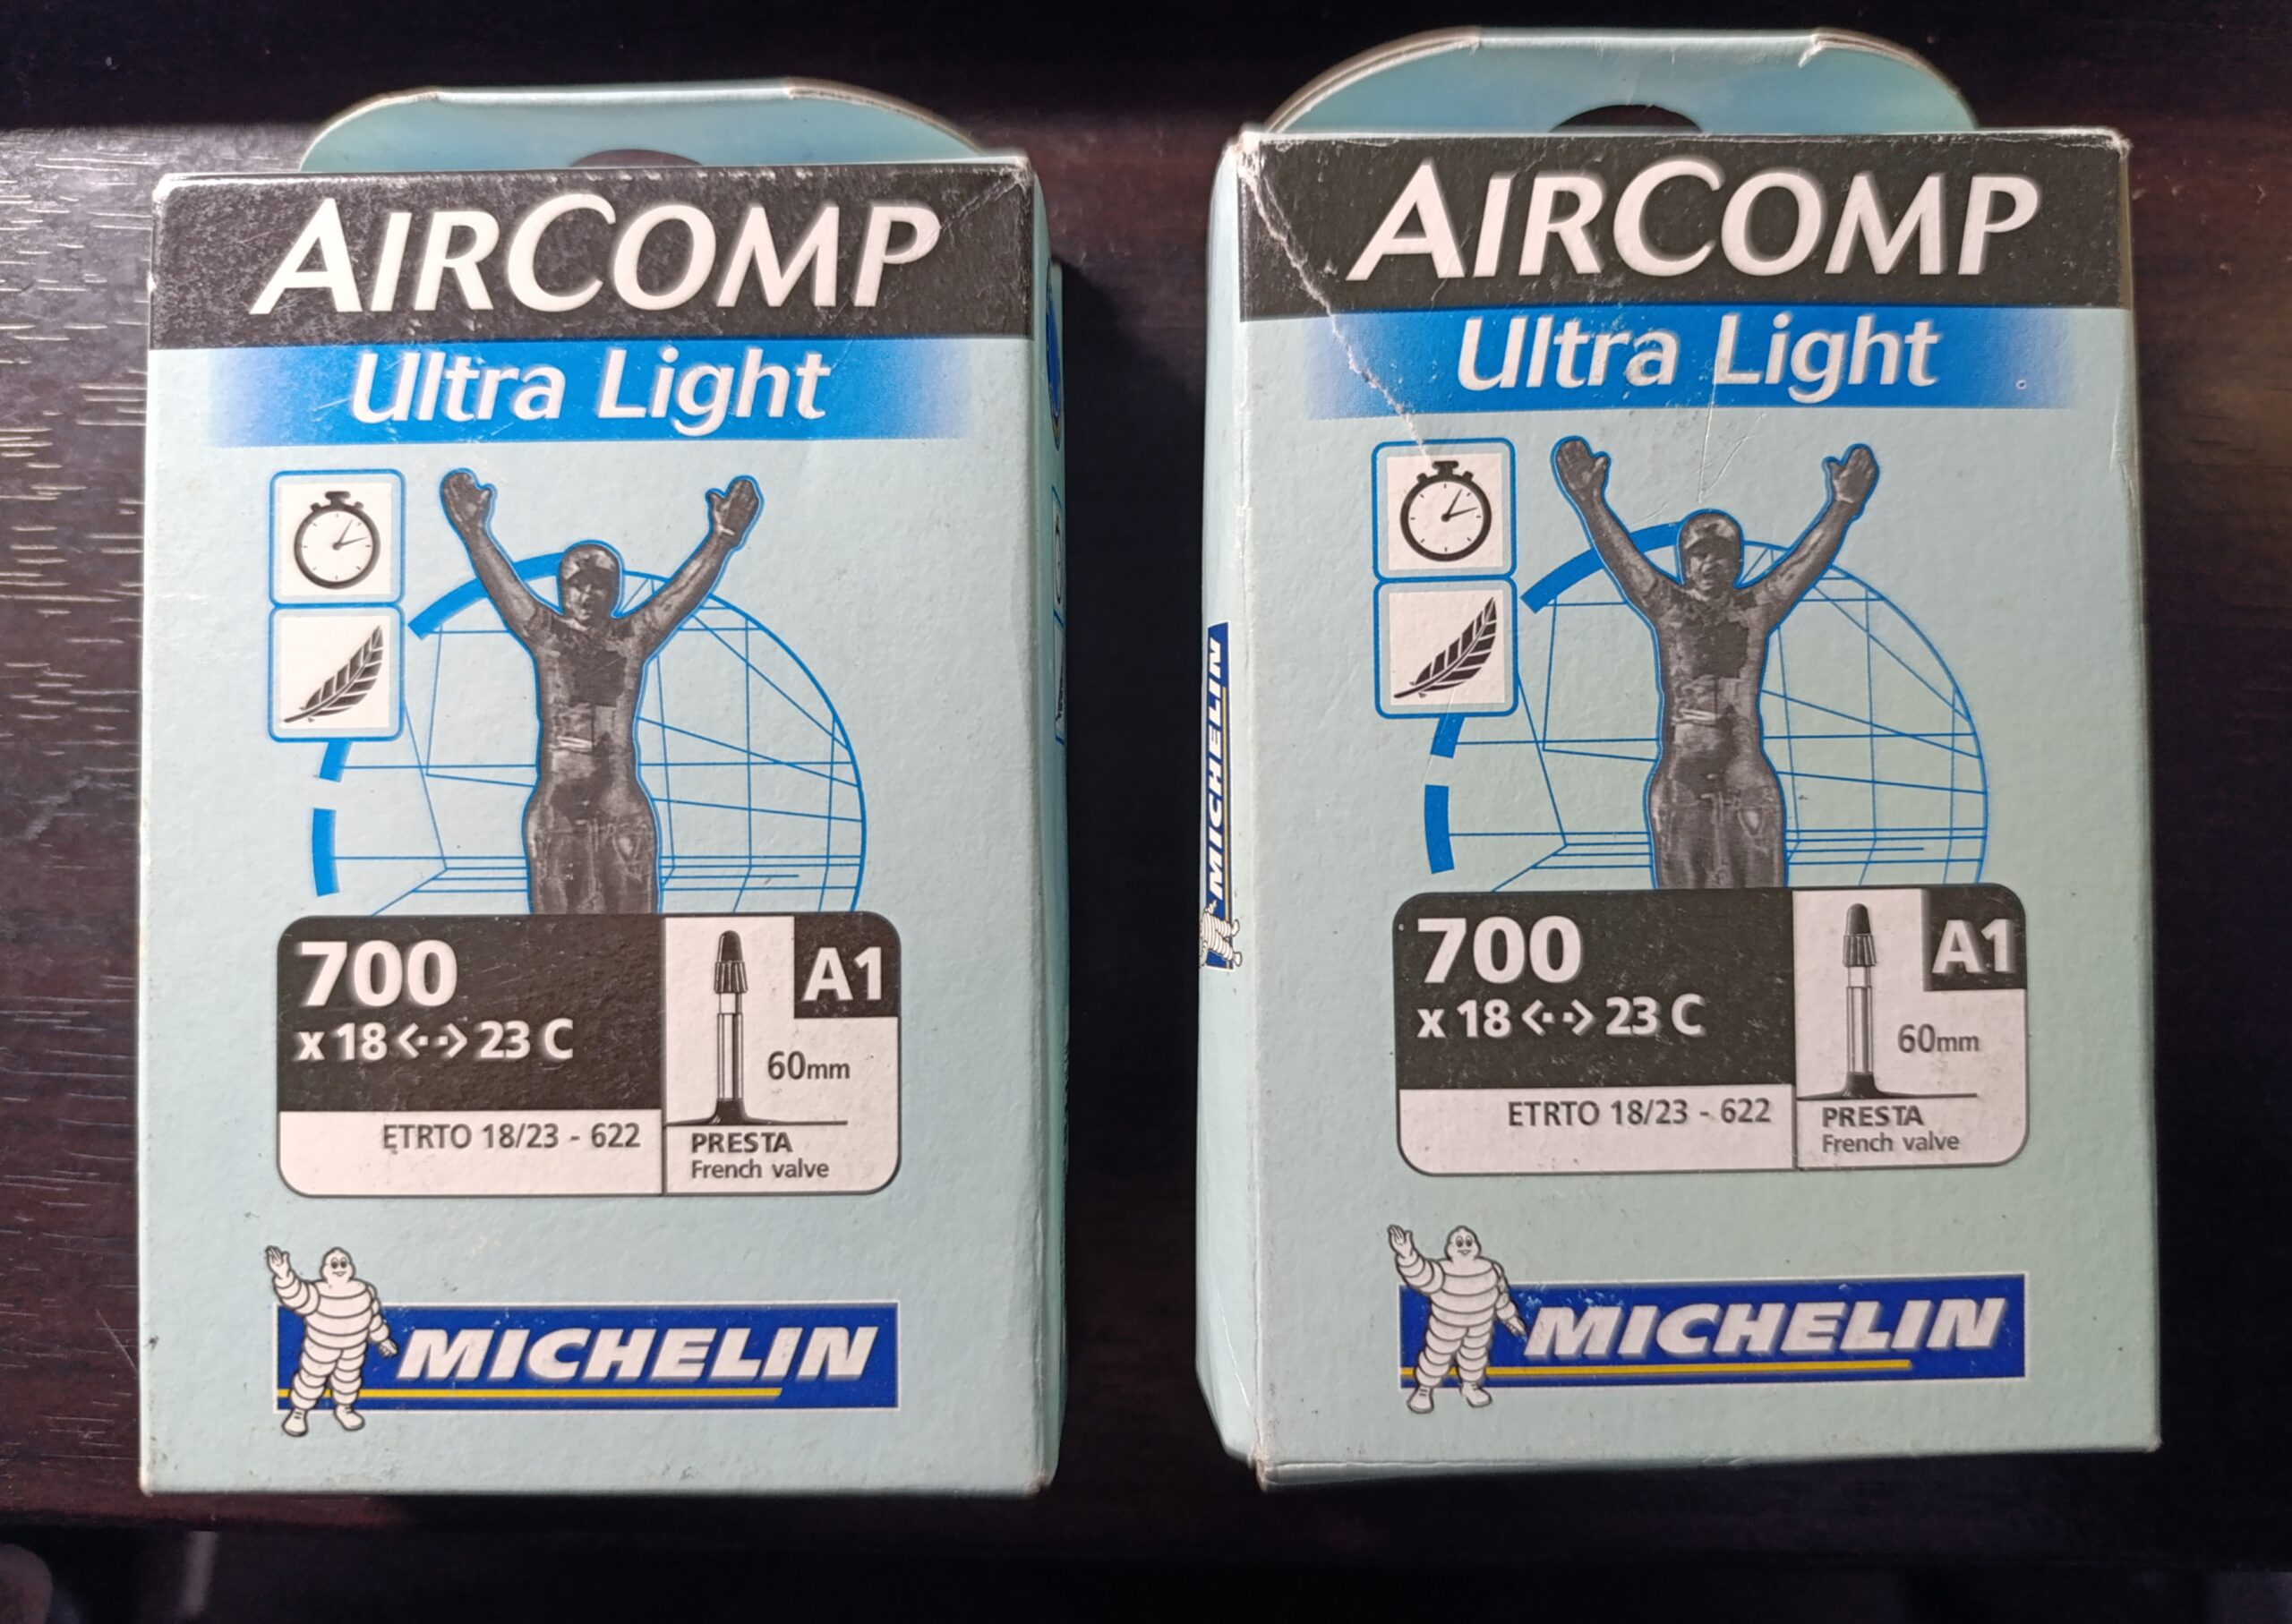 AIRCOMP
Ultra Light
700
x 18 <··> 23 C
A1
60mm
ETRTO 18/23 - 622
PRESTA
French valve
MICHELIN
AIRCOMP
Ultra Light
MICHELIN
700
x 18 <··> 23 C
A1
60mm
ETRTO 18/23 - 622
PRESTA
French valve
MICHELIN